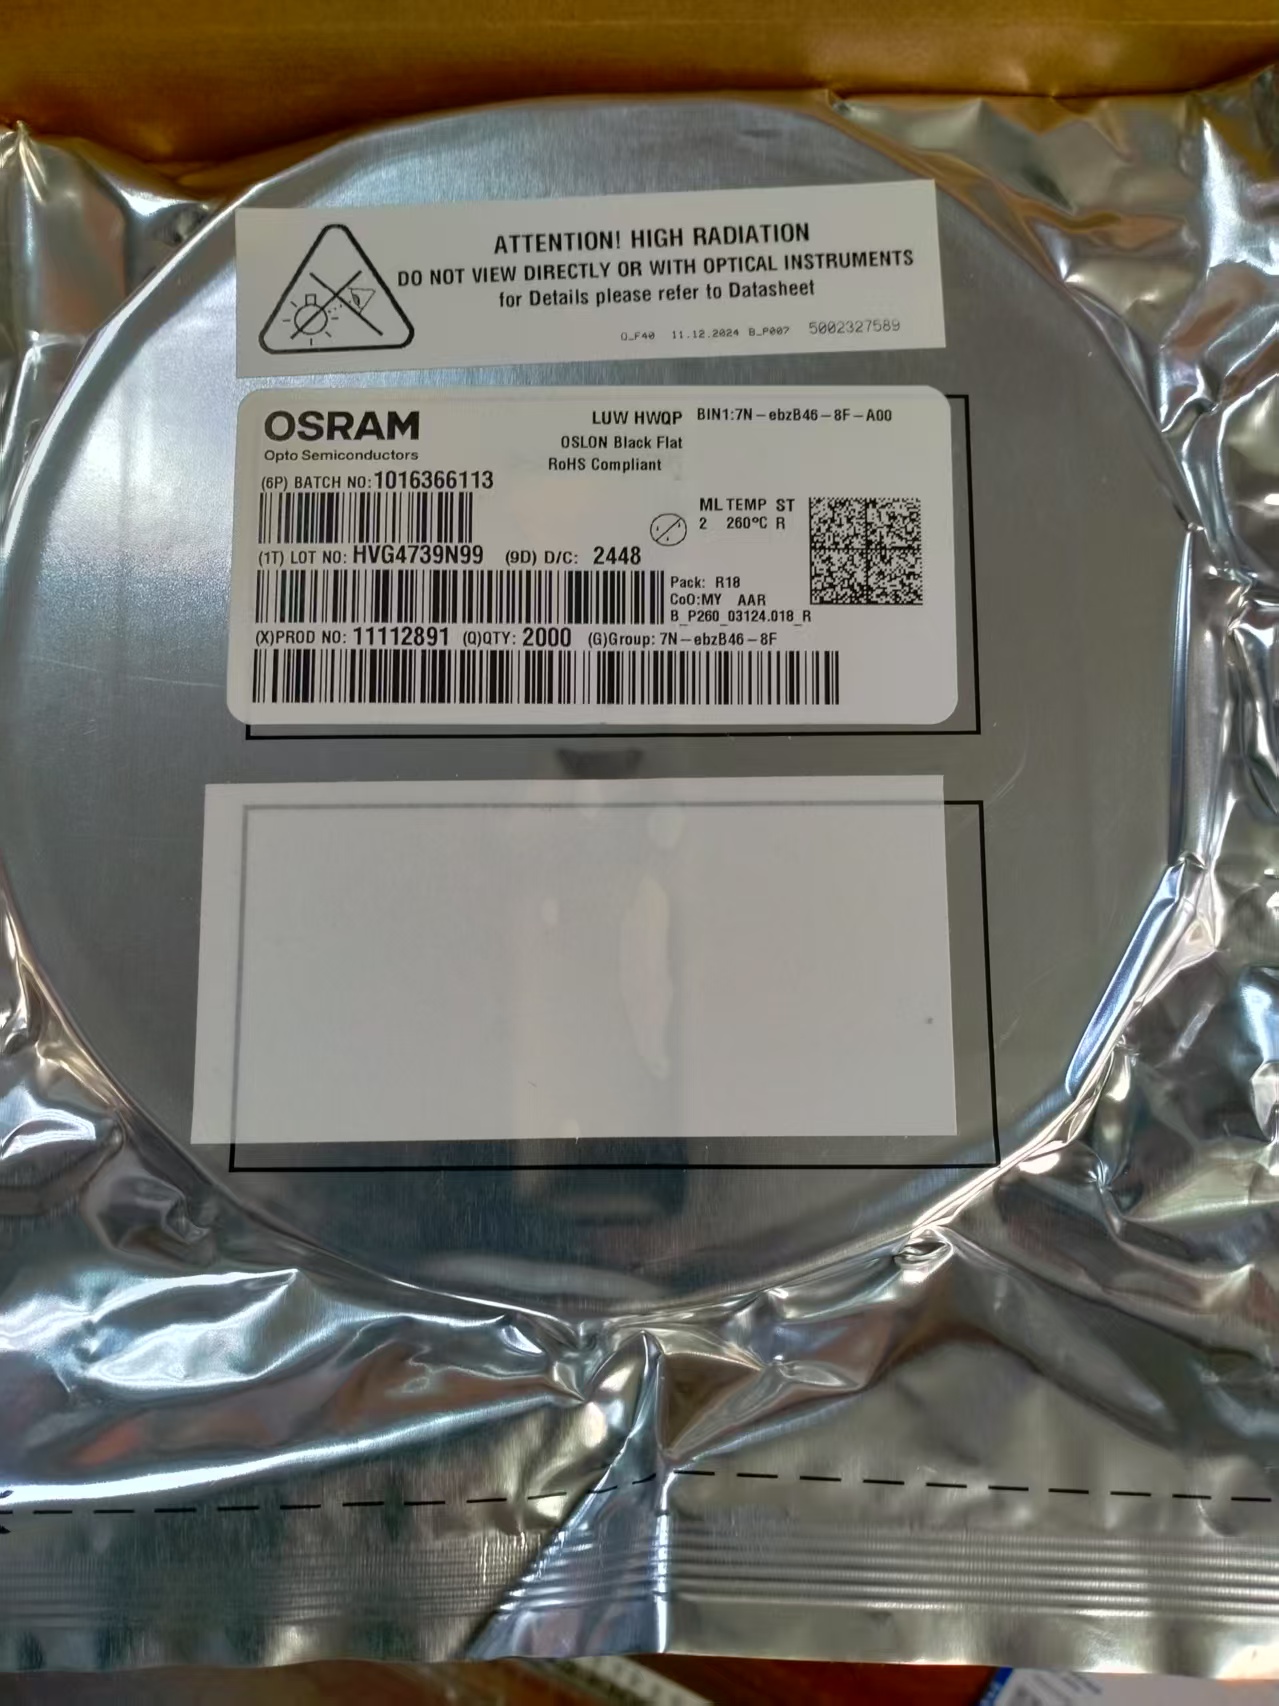 ATTENTION! HIGH RADIATION
DO NOT VIEW DIRECTLY OR WITH OPTICAL INSTRUMENTS
for Details please refer to Datasheet
O_F40 11.12.2024 B_P007 5002327589
OSRAM
Opto Semiconductors
LUW HWQP BIN1:7N-ebzB46-8F-A00
OSLON Black Flat
RoHS Compliant
(6P) BATCH NO:1016366113
ML TEMP ST
2 260°C R
(1T) LOT NO: HVG4739N99 (9D) D/C: 2448
Pack: R18
CoO:MY AAR
B_P260_03124.018_R
(X)PROD NO: 11112891 (Q)QTY: 2000 (G)Group: 7N-ebzB46-8F